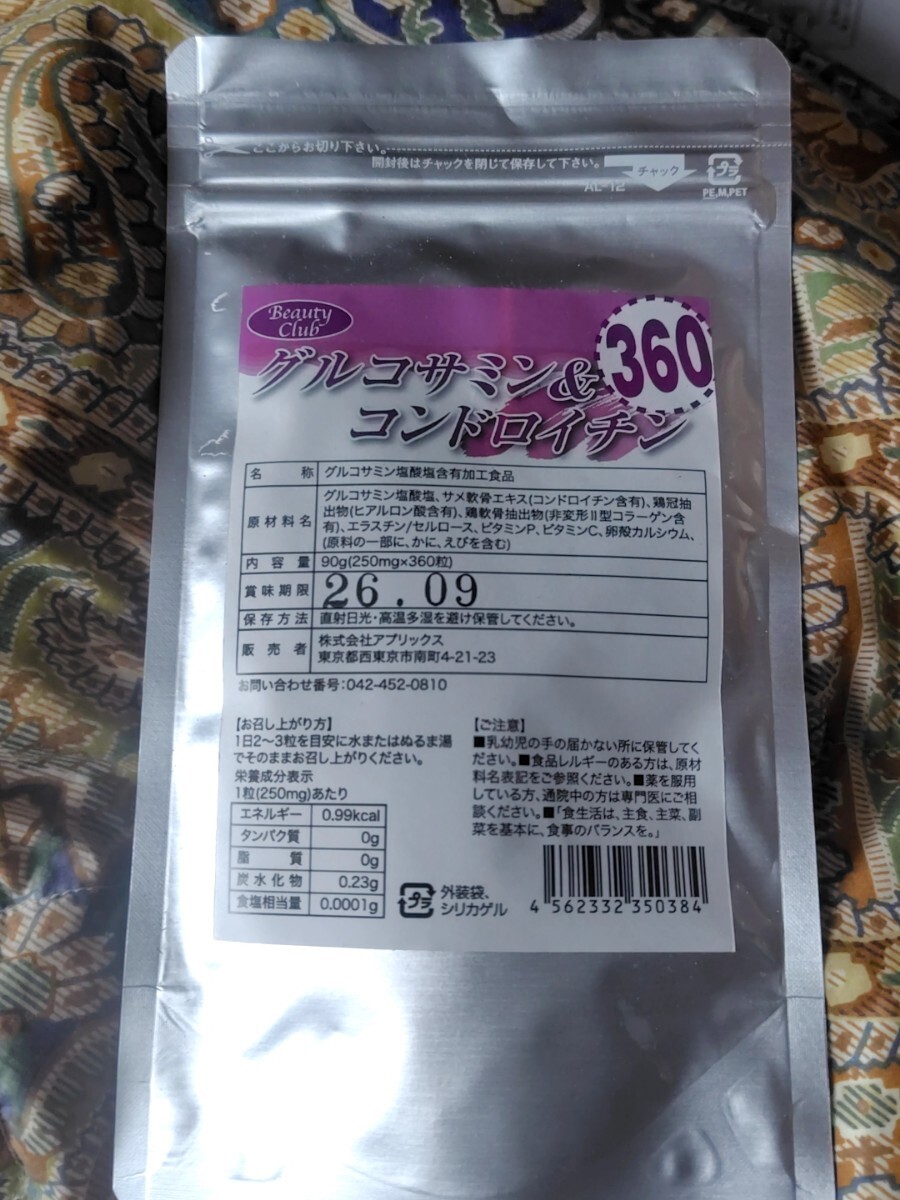 ここからお切り下さい。
開封後はチャックを閉じて保存して下さい。
チャック
プラ
AL-12
PE,M,PET
Beauty
Club
グルコサミン&
360
コンドロイチン
名称 グルコサミン塩酸塩含有加工食品
原材料名 グルコサミン塩酸塩、サメ軟骨エキス(コンドロイチン含有)、鶏冠抽
出物(ヒアルロン酸含有)、鶏軟骨抽出物(非変形Ⅱ型コラーゲン含
有)、エラスチン/セルロース、ビタミンP、ビタミンC、卵殻カルシウム、
(原料の一部に、かに、えびを含む)
内容量 90g(250mg×360粒)
賞味期限 26.09
保存方法 直射日光・高温多湿を避け保管してください。
販売者 株式会社アプリックス
東京都西東京市南町4-21-23
お問い合わせ番号:042-452-0810
【お召し上がり方】
1日2～3粒を目安に水またはぬるま湯
でそのままお召し上がりください。
栄養成分表示
1粒(250mg)あたり
エネルギー 0.99kcal
タンパク質 0g
脂質 0g
炭水化物 0.23g
食塩相当量 0.0001g
【ご注意】
■乳幼児の手の届かない所に保管してく
ださい。■食品レルギーのある方は、原材
料名表記をご参照ください。■薬を服用
している方、通院中の方は専門医にご相
談ください。■「食生活は、主食、主菜、副
菜を基本に、食事のバランスを。」
プラ
外装袋、
シリカゲル
4 562332 350384